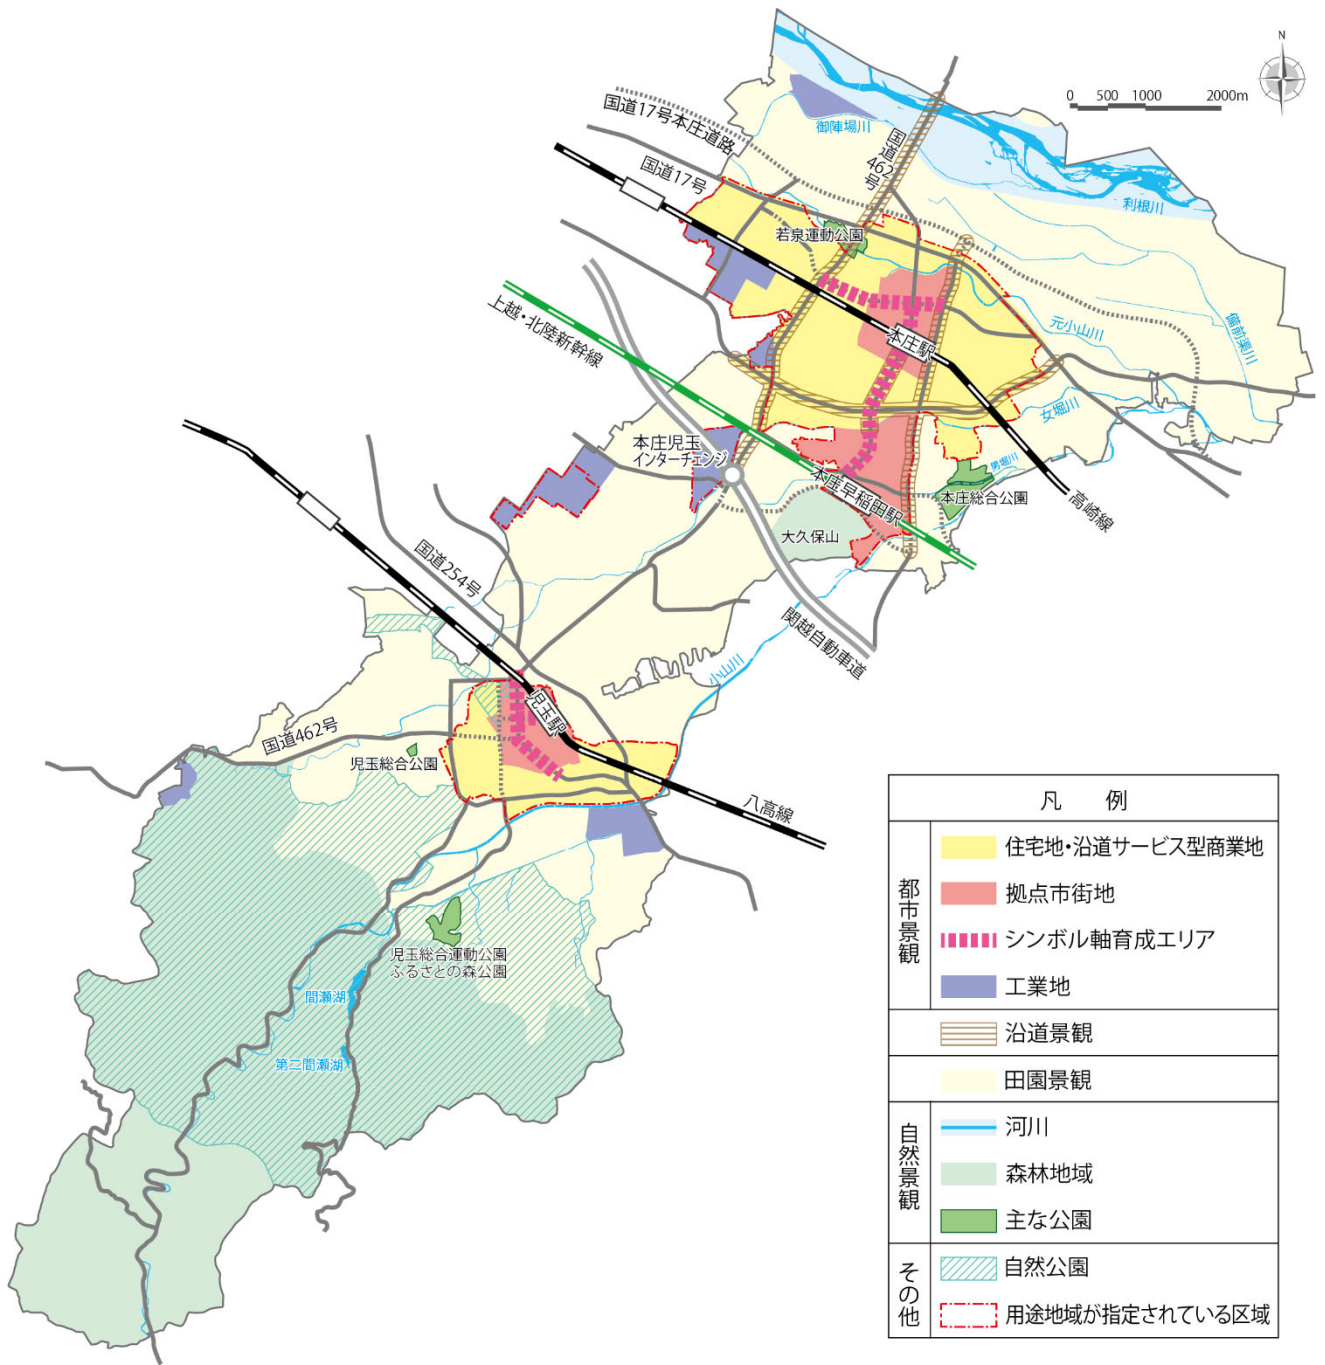 N
0 500 1000 2000m
国道17号本庄道路
御陣場川
国道462号
国道17号
利根川
若泉運動公園
上越・北陸新幹線
本庄駅
元小山川
備前渠川
女堀川
本庄児玉
インターチェンジ
男堀川
本庄早稲田駅
本庄総合公園
高崎線
大久保山
国道254号
関越自動車道
小山川
児玉駅
国道462号
児玉総合公園
八高線
児玉総合運動公園
ふるさとの森公園
間瀬湖
第二間瀬湖
凡 例
都市景観
住宅地・沿道サービス型商業地
拠点市街地
シンボル軸育成エリア
工業地
沿道景観
田園景観
自然景観
河川
森林地域
主な公園
その他
自然公園
用途地域が指定されている区域